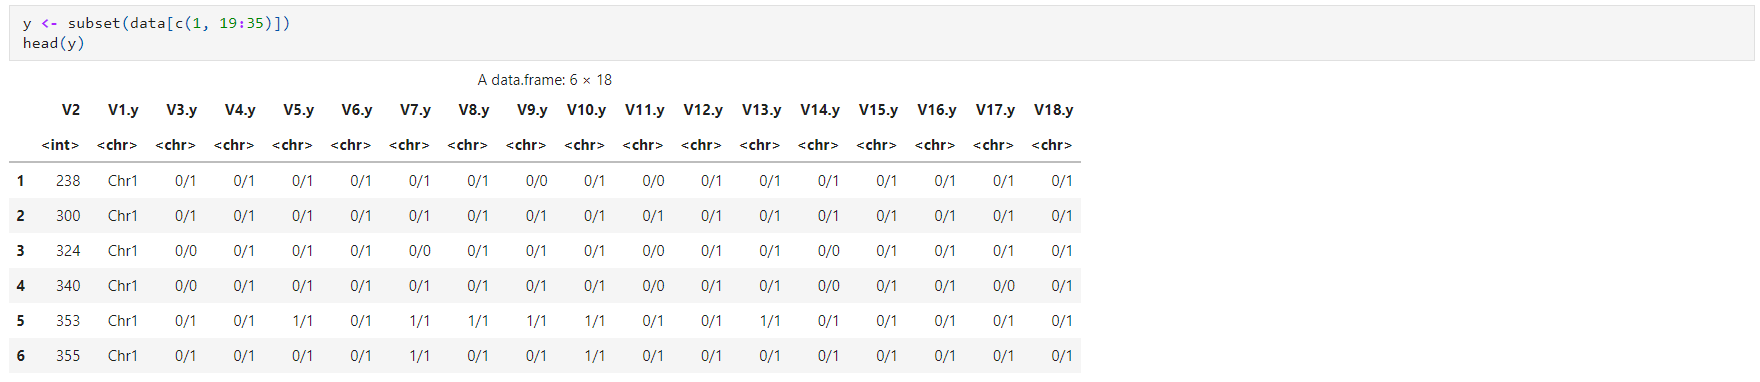 y <- subset(data[c(1, 19:35)])
head(y)
A data.frame: 6 × 18
V2 V1.y V3.y V4.y V5.y V6.y V7.y V8.y V9.y V10.y V11.y V12.y V13.y V14.y V15.y V16.y V17.y V18.y
<int> <chr> <chr> <chr> <chr> <chr> <chr> <chr> <chr> <chr> <chr> <chr> <chr> <chr> <chr> <chr> <chr> <chr>
1 238 Chr1 0/1 0/1 0/1 0/1 0/1 0/1 0/0 0/1 0/0 0/1 0/1 0/1 0/1 0/1 0/1 0/1
2 300 Chr1 0/1 0/1 0/1 0/1 0/1 0/1 0/1 0/1 0/1 0/1 0/1 0/1 0/1 0/1 0/1 0/1
3 324 Chr1 0/0 0/1 0/1 0/1 0/0 0/1 0/1 0/1 0/0 0/1 0/1 0/0 0/1 0/1 0/1 0/1
4 340 Chr1 0/0 0/1 0/1 0/1 0/1 0/1 0/1 0/1 0/0 0/1 0/1 0/0 0/1 0/1 0/0 0/1
5 353 Chr1 0/1 0/1 1/1 0/1 1/1 1/1 1/1 1/1 0/1 0/1 1/1 0/1 0/1 0/1 0/1 0/1
6 355 Chr1 0/1 0/1 0/1 0/1 1/1 0/1 0/1 1/1 0/1 0/1 0/1 0/1 0/1 0/1 0/1 0/1